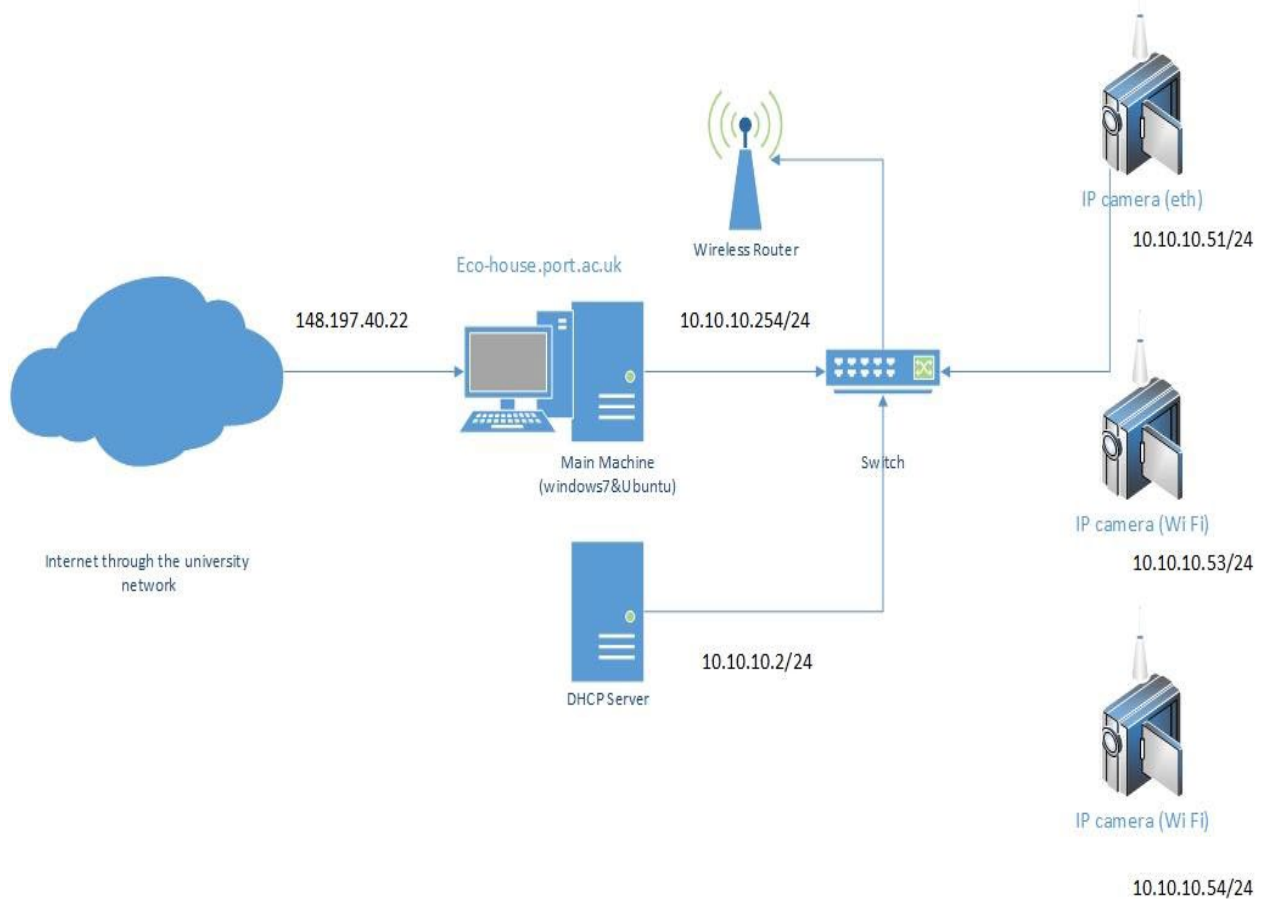 IP camera (eth)
10.10.10.51/24
Wireless Router
Eco-house.port.ac.uk
148.197.40.22
10.10.10.254/24
Main Machine
(windows7&Ubuntu)
Switch
IP camera (Wi Fi)
10.10.10.53/24
Internet through the university
network
10.10.10.2/24
DHCP Server
IP camera (Wi Fi)
10.10.10.54/24